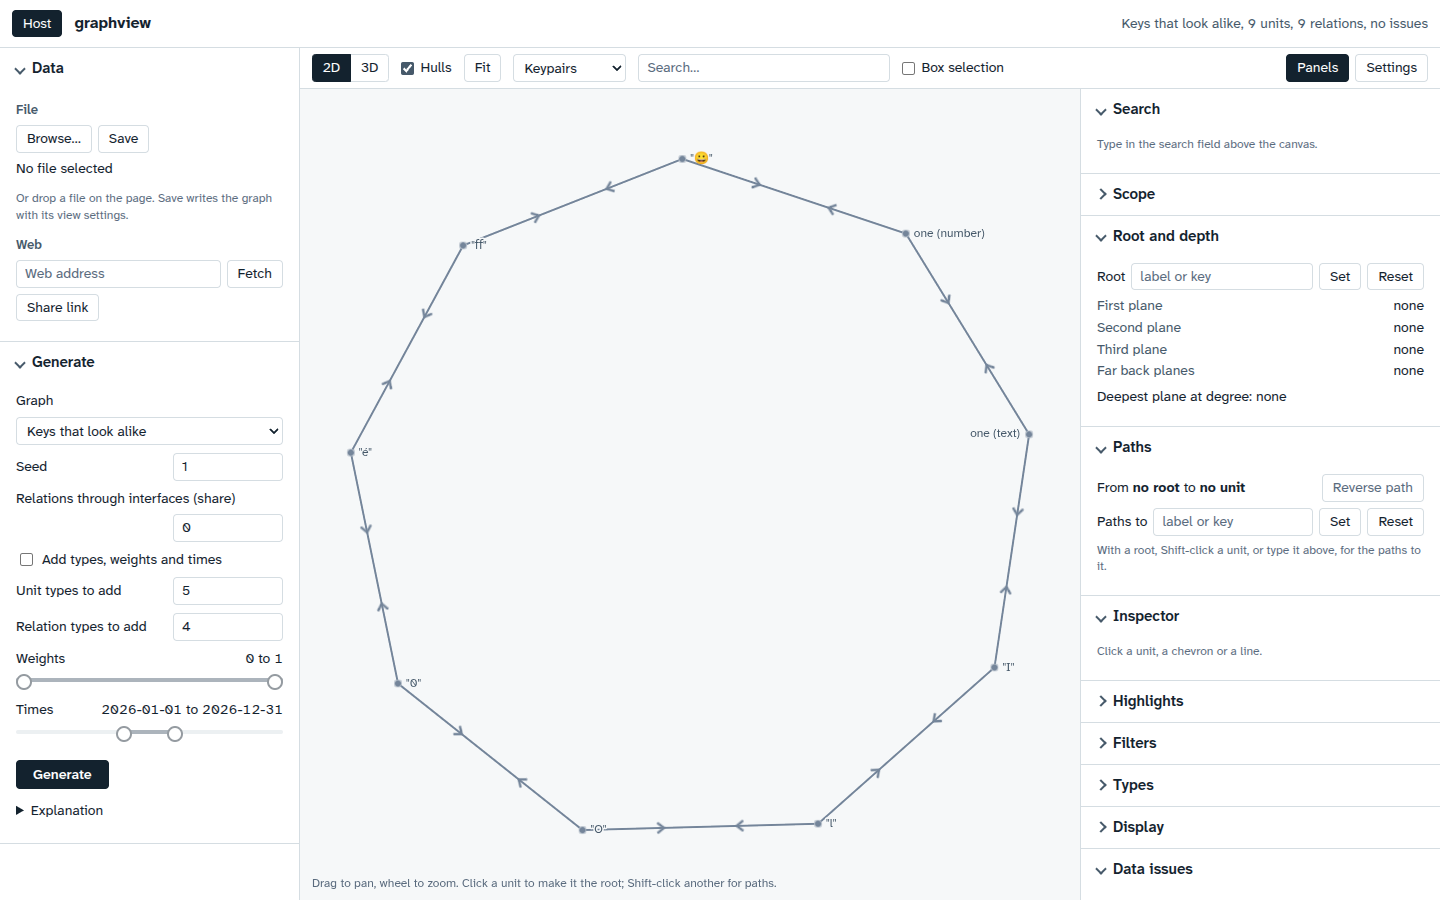 Host graphview Keys that look alike, 9 units, 9 relations, no issues
Data
File
Browse... Save
No file selected
Or drop a file on the page. Save writes the graph
with its view settings.
Web
Web address Fetch
Share link
Generate
Graph
Keys that look alike
Seed 1
Relations through interfaces (share)
0
Add types, weights and times
Unit types to add 5
Relation types to add 4
Weights 0 to 1
Times 2026-01-01 to 2026-12-31
Generate
Explanation
2D 3D Hulls Fit Keypairs Search... Box selection Panels Settings
"😀"
one (number)
"ff"
one (text)
"é"
"I"
"0"
"O"
"l"
Drag to pan, wheel to zoom. Click a unit to make it the root; Shift-click another for paths.
Search
Type in the search field above the canvas.
Scope
Root and depth
Root label or key Set Reset
First plane none
Second plane none
Third plane none
Far back planes none
Deepest plane at degree: none
Paths
From no root to no unit Reverse path
Paths to label or key Set Reset
With a root, Shift-click a unit, or type it above, for the paths to
it.
Inspector
Click a unit, a chevron or a line.
Highlights
Filters
Types
Display
Data issues